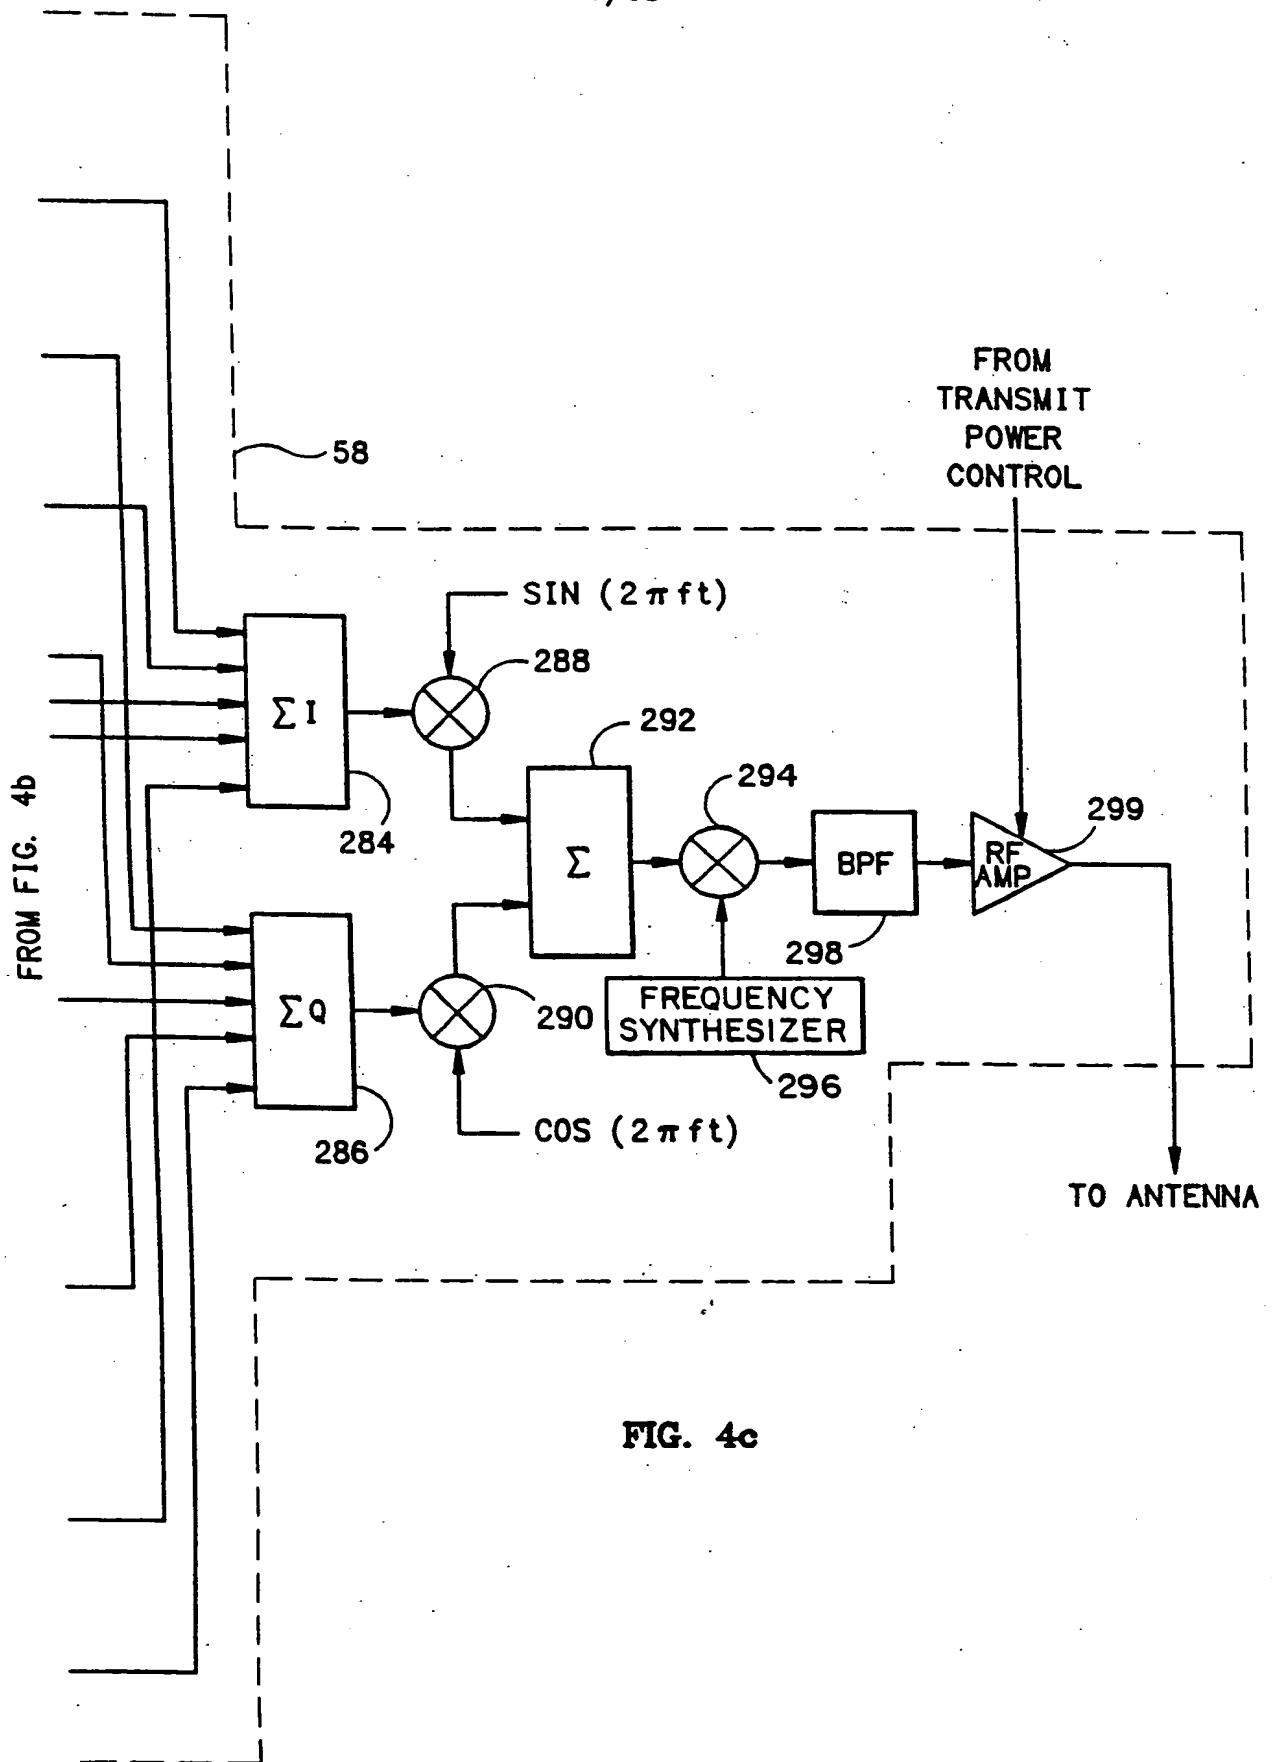 FROM
TRANSMIT
POWER
CONTROL
58
SIN (2πft)
288
292
ΣI
294
299
284
Σ
BPF
RF
AMP
FROM FIG. 4b
298
ΣQ
290
FREQUENCY
SYNTHESIZER
296
286
COS (2πft)
TO ANTENNA
FIG. 4c